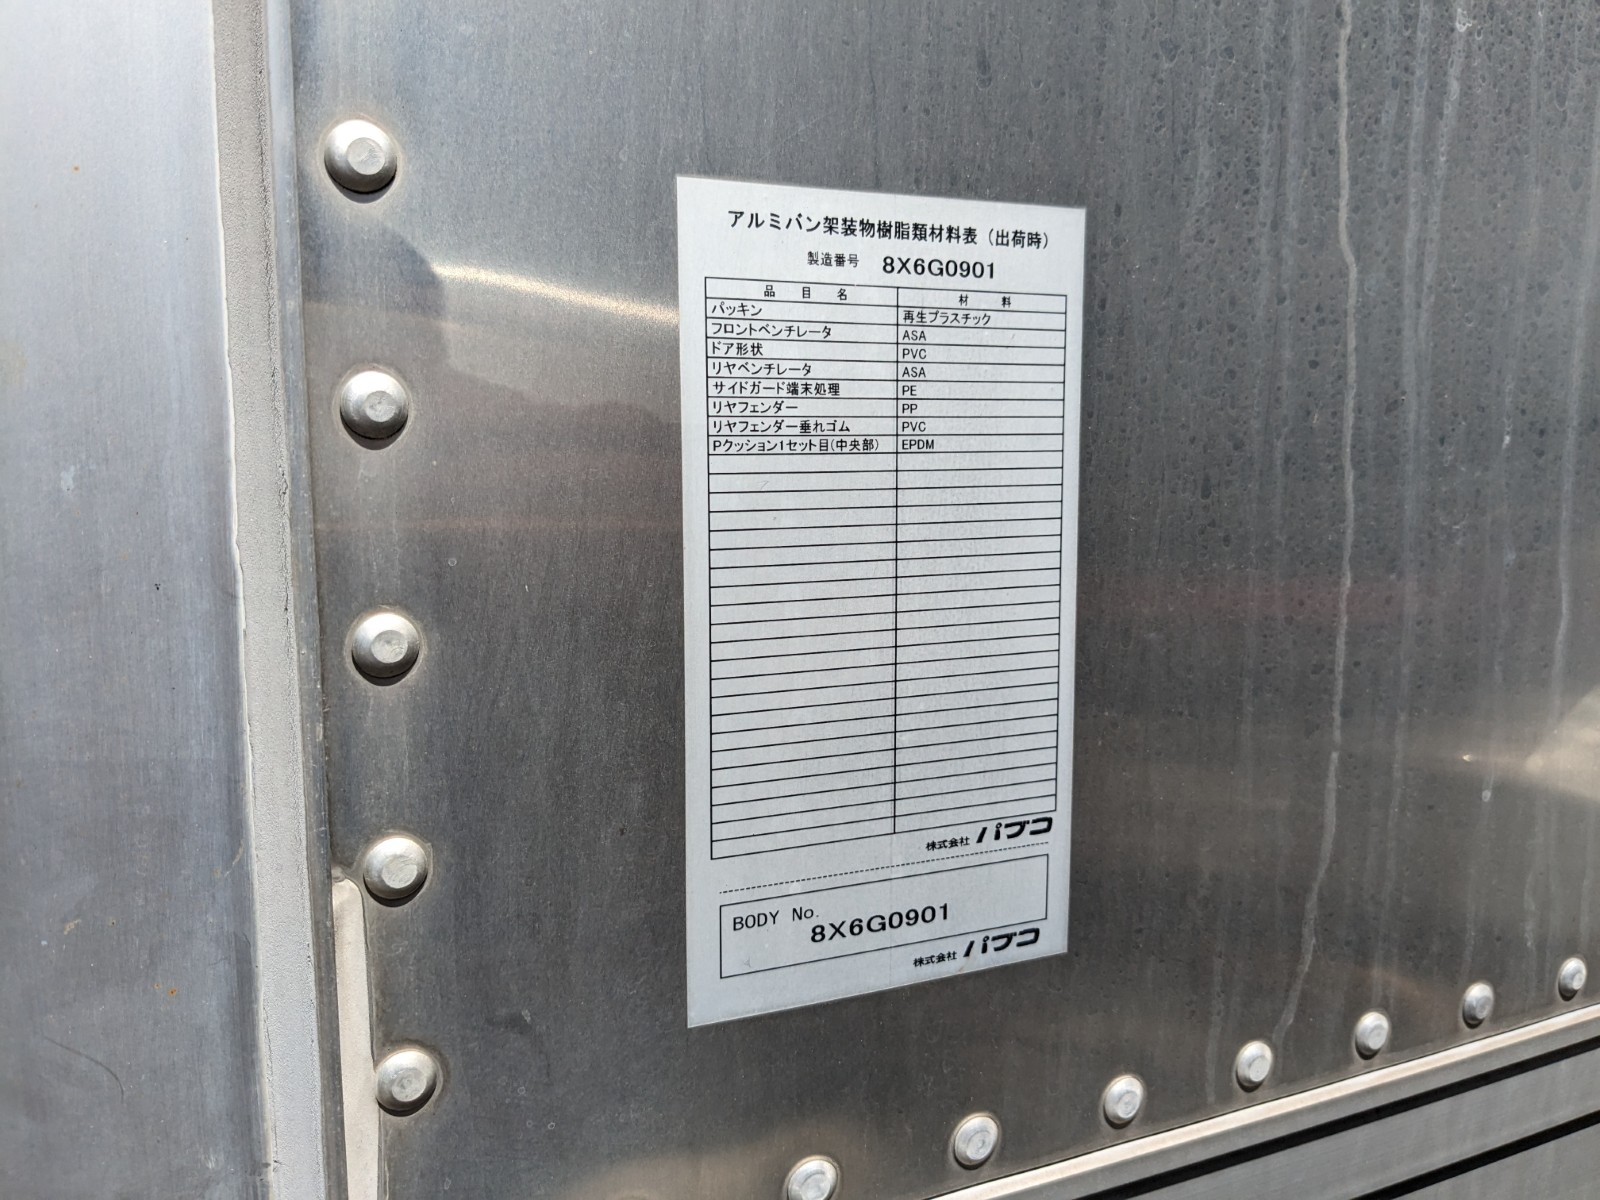 アルミバン架装物樹脂類材料表（出荷時）
製造番号 8X6G0901
品目名 材料
パッキン 再生プラスチック
フロントベンチレータ ASA
ドア形状 PVC
リヤベンチレータ ASA
サイドガード端末処理 PE
リヤフェンダー PP
リヤフェンダー垂れゴム PVC
Pクッション1セット目(中央部) EPDM
株式会社 パブコ
BODY No.
8X6G0901
株式会社 パブコ